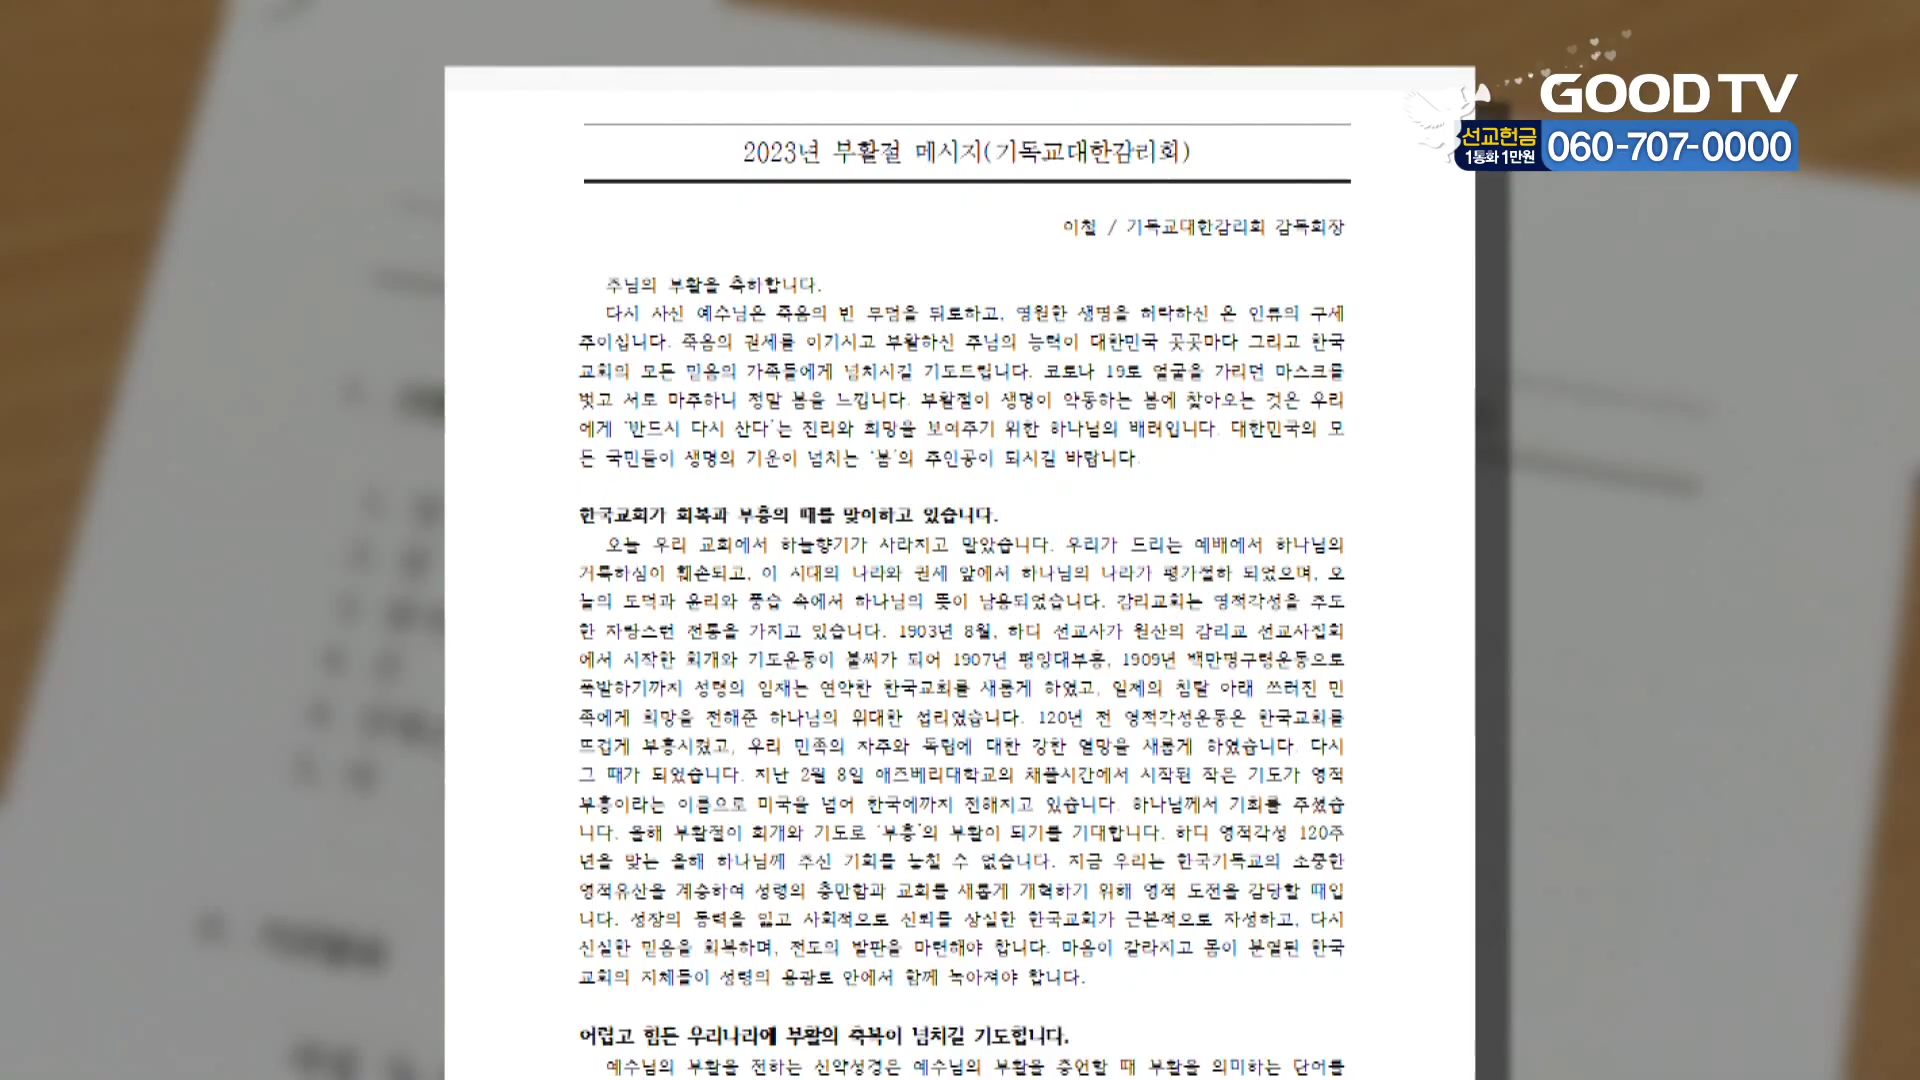 GOOD TV
선교헌금
1통화 1만원
060-707-0000
2023년 부활절 메시지(기독교대한감리회)
이철 / 기독교대한감리회 감독회장
주님의 부활을 축하합니다.
다시 사신 예수님은 죽음의 빈 무덤을 뒤로하고, 영원한 생명을 허락하신 온 인류의 구세
주이십니다. 죽음의 권세를 이기시고 부활하신 주님의 능력이 대한민국 곳곳마다 그리고 한국
교회의 모든 믿음의 가족들에게 넘치시길 기도드립니다. 코로나 19로 얼굴을 가리던 마스크를
벗고 서로 마주하니 정말 봄을 느낍니다. 부활절이 생명이 약동하는 봄에 찾아오는 것은 우리
에게 '반드시 다시 산다'는 진리와 희망을 보여주기 위한 하나님의 배려입니다. 대한민국의 모
든 국민들이 생명의 기운이 넘치는 '봄'의 주인공이 되시길 바랍니다.
한국교회가 회복과 부흥의 때를 맞이하고 있습니다.
오늘 우리 교회에서 하늘향기가 사라지고 말았습니다. 우리가 드리는 예배에서 하나님의
거룩하심이 훼손되고, 이 시대의 나라와 권세 앞에서 하나님의 나라가 평가절하 되었으며, 오
늘의 도덕과 윤리와 풍습 속에서 하나님의 뜻이 남용되었습니다. 감리교회는 영적각성을 주도
한 자랑스런 전통을 가지고 있습니다. 1903년 8월, 하디 선교사가 원산의 감리교 선교사집회
에서 시작한 회개와 기도운동이 불씨가 되어 1907년 평양대부흥, 1909년 백만명구령운동으로
폭발하기까지 성령의 임재는 연약한 한국교회를 새롭게 하였고, 일제의 침탈 아래 쓰러진 민
족에게 희망을 전해준 하나님의 위대한 섭리였습니다. 120년 전 영적각성운동은 한국교회를
뜨겁게 부흥시켰고, 우리 민족의 자주와 독립에 대한 강한 열망을 새롭게 하였습니다. 다시
그 때가 되었습니다. 지난 2월 8일 애즈베리대학교의 채플시간에서 시작된 작은 기도가 영적
부흥이라는 이름으로 미국을 넘어 한국에까지 전해지고 있습니다. 하나님께서 기회를 주셨습
니다. 올해 부활절이 회개와 기도로 '부흥'의 부활이 되기를 기대합니다. 하디 영적각성 120주
년을 맞는 올해 하나님께 주신 기회를 놓칠 수 없습니다. 지금 우리는 한국기독교의 소중한
영적유산을 계승하여 성령의 충만함과 교회를 새롭게 개혁하기 위해 영적 도전을 감당할 때입
니다. 성장의 동력을 잃고 사회적으로 신뢰를 상실한 한국교회가 근본적으로 자성하고, 다시
신실한 믿음을 회복하며, 전도의 발판을 마련해야 합니다. 마음이 갈라지고 몸이 분열된 한국
교회의 지체들이 성령의 용광로 안에서 함께 녹아져야 합니다.
어렵고 힘든 우리나라에 부활의 축복이 넘치길 기도합니다.
예수님의 부활을 전하는 신약성경은 예수님의 부활을 증언할 때 부활을 의미하는 단어를